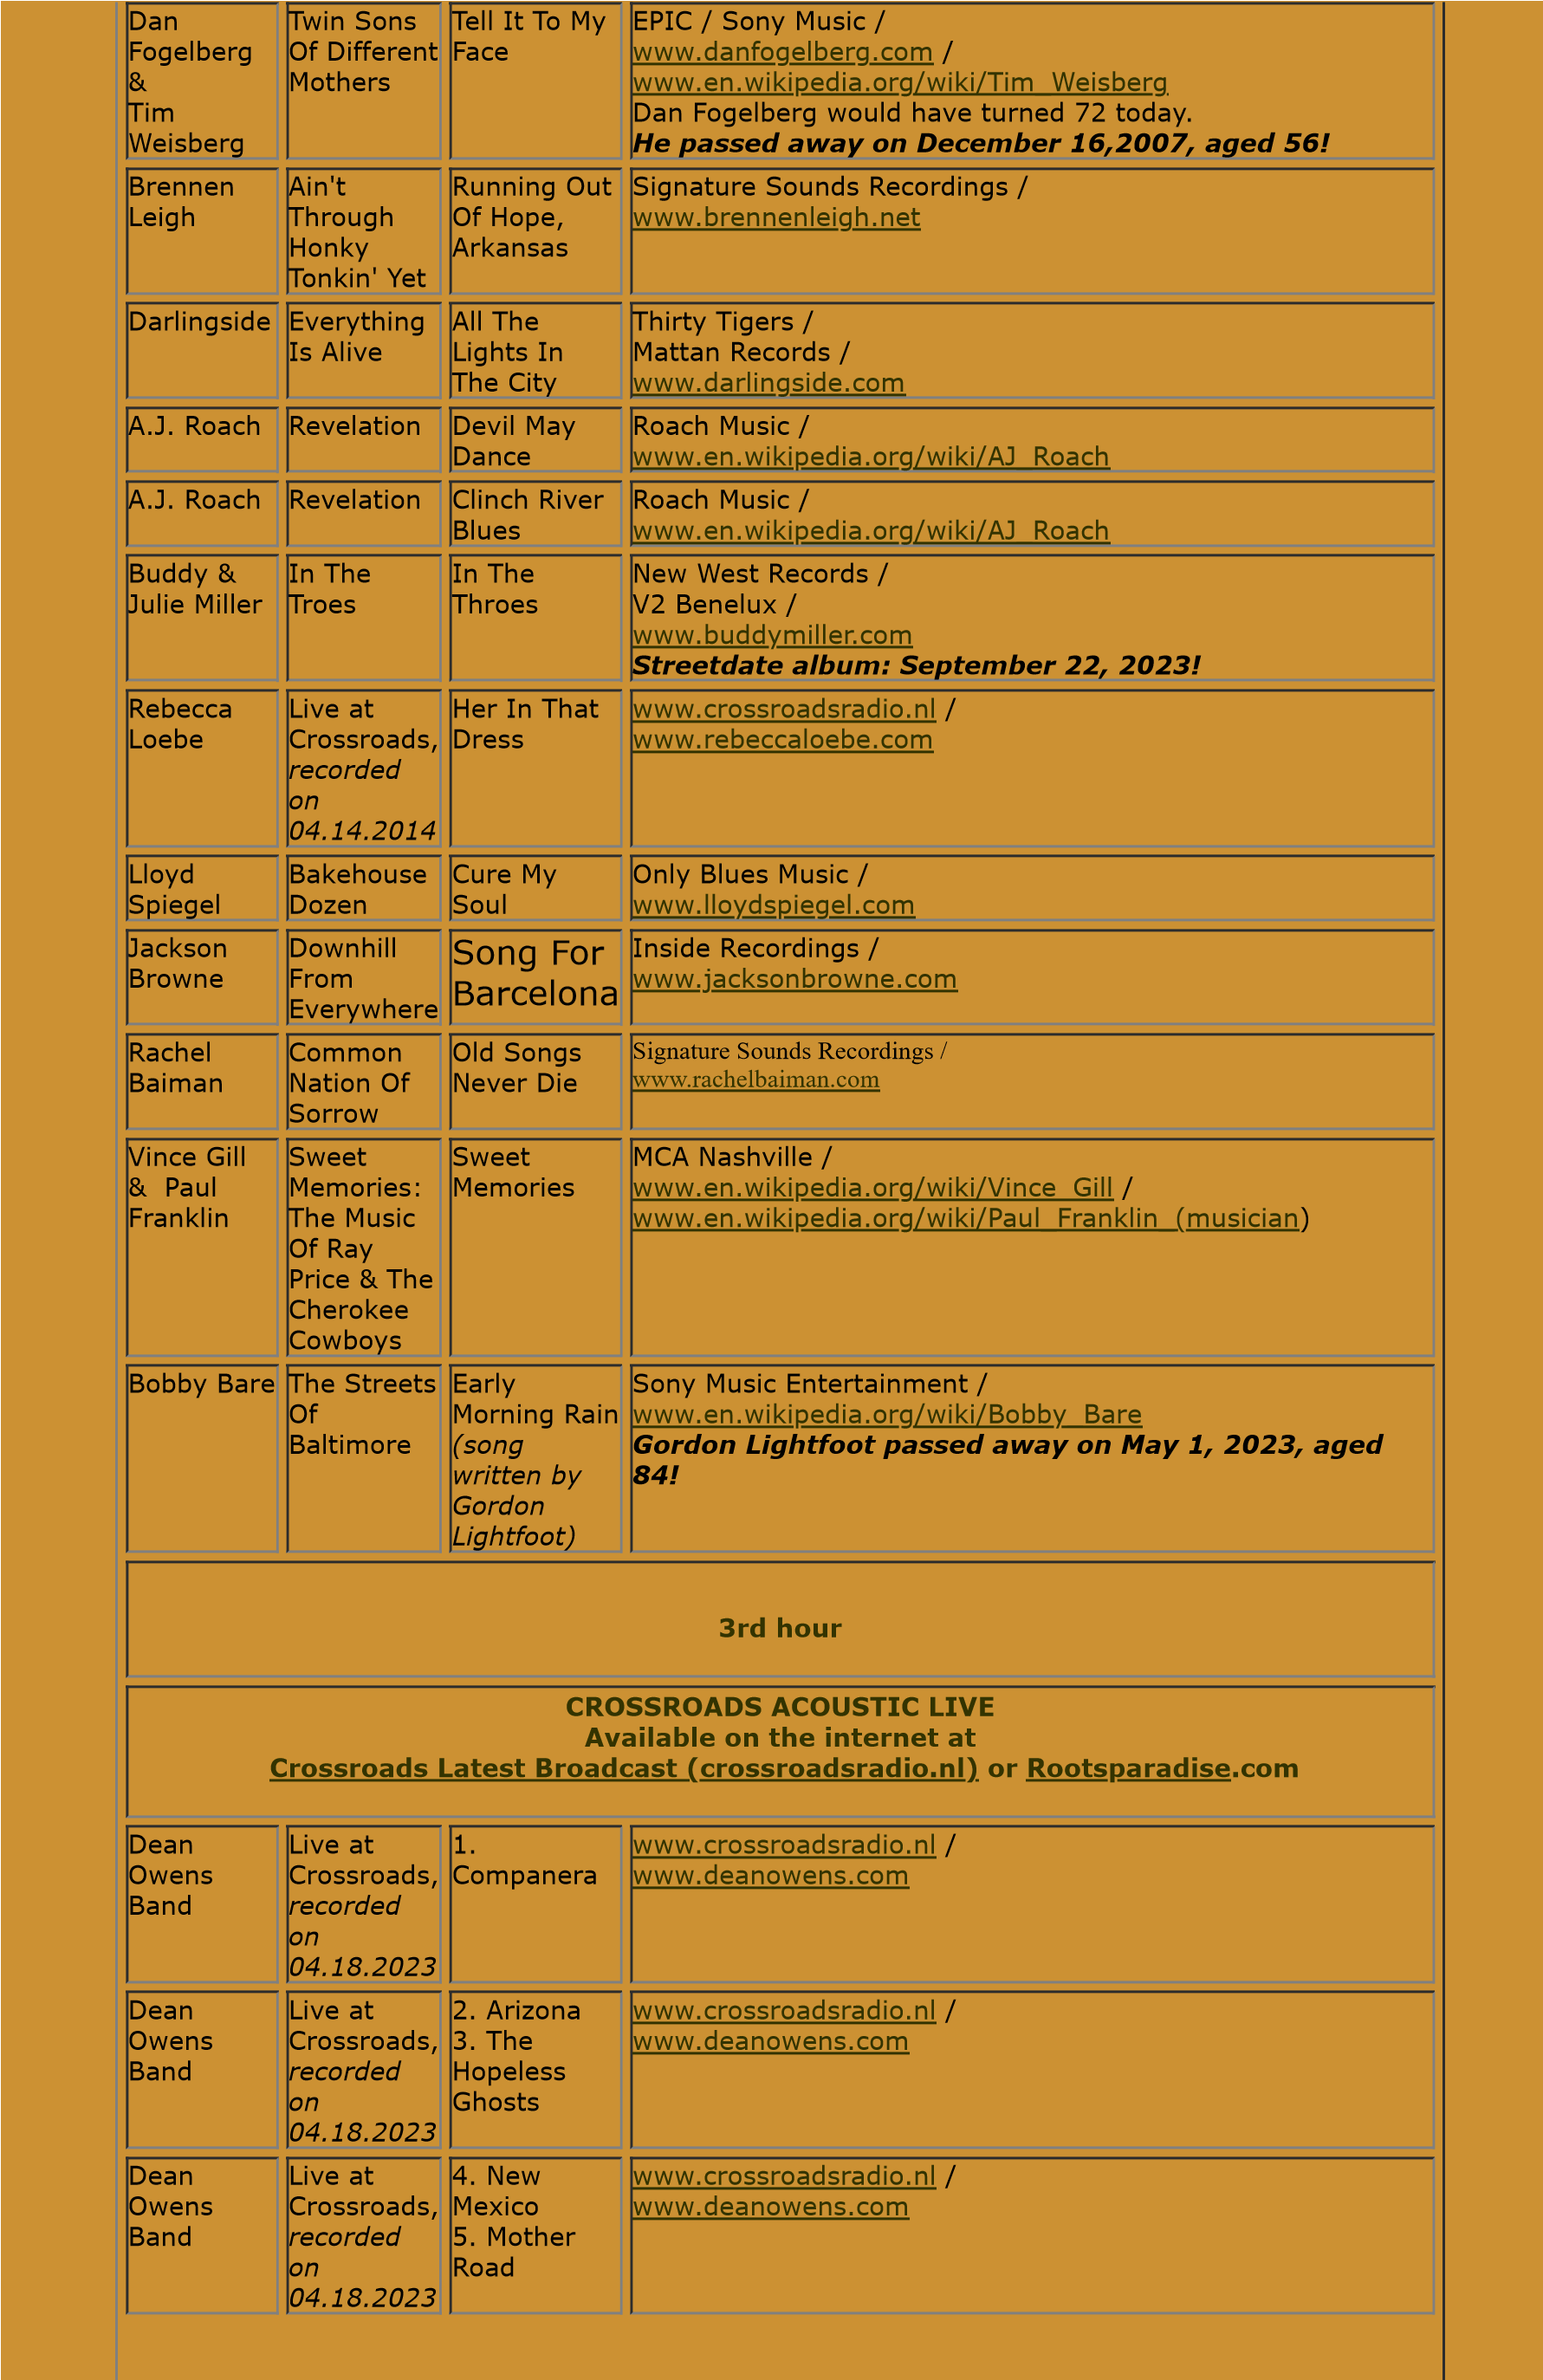 Dan
Fogelberg
&
Tim
Weisberg
Twin Sons
Of Different
Mothers
Tell It To My
Face
EPIC / Sony Music /
www.danfogelberg.com /
www.en.wikipedia.org/wiki/Tim_Weisberg
Dan Fogelberg would have turned 72 today.
He passed away on December 16,2007, aged 56!
Brennen
Leigh
Ain't
Through
Honky
Tonkin' Yet
Running Out
Of Hope,
Arkansas
Signature Sounds Recordings /
www.brennenleigh.net
Darlingside
Everything
Is Alive
All The
Lights In
The City
Thirty Tigers /
Mattan Records /
www.darlingside.com
A.J. Roach
Revelation
Devil May
Dance
Roach Music /
www.en.wikipedia.org/wiki/AJ_Roach
A.J. Roach
Revelation
Clinch River
Blues
Roach Music /
www.en.wikipedia.org/wiki/AJ_Roach
Buddy &
Julie Miller
In The
Troes
In The
Throes
New West Records /
V2 Benelux /
www.buddymiller.com
Streetdate album: September 22, 2023!
Rebecca
Loebe
Live at
Crossroads,
recorded
on
04.14.2014
Her In That
Dress
www.crossroadsradio.nl /
www.rebeccaloebe.com
Lloyd
Spiegel
Bakehouse
Dozen
Cure My
Soul
Only Blues Music /
www.lloydspiegel.com
Jackson
Browne
Downhill
From
Everywhere
Song For
Barcelona
Inside Recordings /
www.jacksonbrowne.com
Rachel
Baiman
Common
Nation Of
Sorrow
Old Songs
Never Die
Signature Sounds Recordings /
www.rachelbaiman.com
Vince Gill
&  Paul
Franklin
Sweet
Memories:
The Music
Of Ray
Price & The
Cherokee
Cowboys
Sweet
Memories
MCA Nashville /
www.en.wikipedia.org/wiki/Vince_Gill /
www.en.wikipedia.org/wiki/Paul_Franklin_(musician)
Bobby Bare
The Streets
Of
Baltimore
Early
Morning Rain
(song
written by
Gordon
Lightfoot)
Sony Music Entertainment /
www.en.wikipedia.org/wiki/Bobby_Bare
Gordon Lightfoot passed away on May 1, 2023, aged
84!
3rd hour
CROSSROADS ACOUSTIC LIVE
Available on the internet at
Crossroads Latest Broadcast (crossroadsradio.nl) or Rootsparadise.com
Dean
Owens
Band
Live at
Crossroads,
recorded
on
04.18.2023
1.
Companera
www.crossroadsradio.nl /
www.deanowens.com
Dean
Owens
Band
Live at
Crossroads,
recorded
on
04.18.2023
2. Arizona
3. The
Hopeless
Ghosts
www.crossroadsradio.nl /
www.deanowens.com
Dean
Owens
Band
Live at
Crossroads,
recorded
on
04.18.2023
4. New
Mexico
5. Mother
Road
www.crossroadsradio.nl /
www.deanowens.com